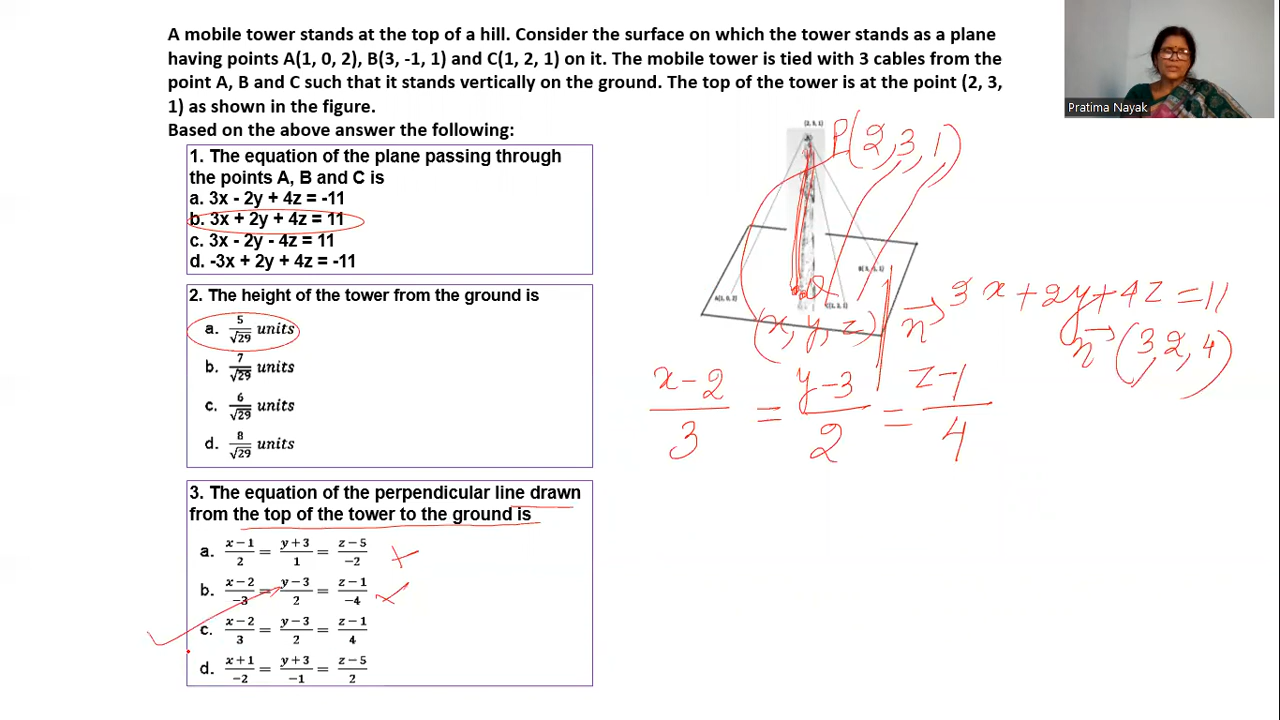 A mobile tower stands at the top of a hill. Consider the surface on which the tower stands as a plane
having points A(1, 0, 2), B(3, -1, 1) and C(1, 2, 1) on it. The mobile tower is tied with 3 cables from the
point A, B and C such that it stands vertically on the ground. The top of the tower is at the point (2, 3,
1) as shown in the figure.
Based on the above answer the following:
1. The equation of the plane passing through
the points A, B and C is
a. 3x - 2y + 4z = -11
b. 3x + 2y + 4z = 11
c. 3x - 2y - 4z = 11
d. -3x + 2y + 4z = -11
2. The height of the tower from the ground is
a. 5/√29 units
b. 7/√29 units
c. 6/√29 units
d. 8/√29 units
3. The equation of the perpendicular line drawn
from the top of the tower to the ground is
a. x−1/2 = y+3/1 = z−5/−2
b. x−2/−3 = y−3/2 = z−1/−4
c. x−2/3 = y−3/2 = z−1/4
d. x+1/−2 = y+3/−1 = z−5/2
(2, 3, 1)
P(2,3,1)
A(1, 0, 2)
(x, y, z)
n→ 3x+2y+4z=11
n→ (3,2,4)
x−2/3 = y−3/2 = z−1/4
Pratima Nayak